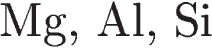 Mg, Al, Si